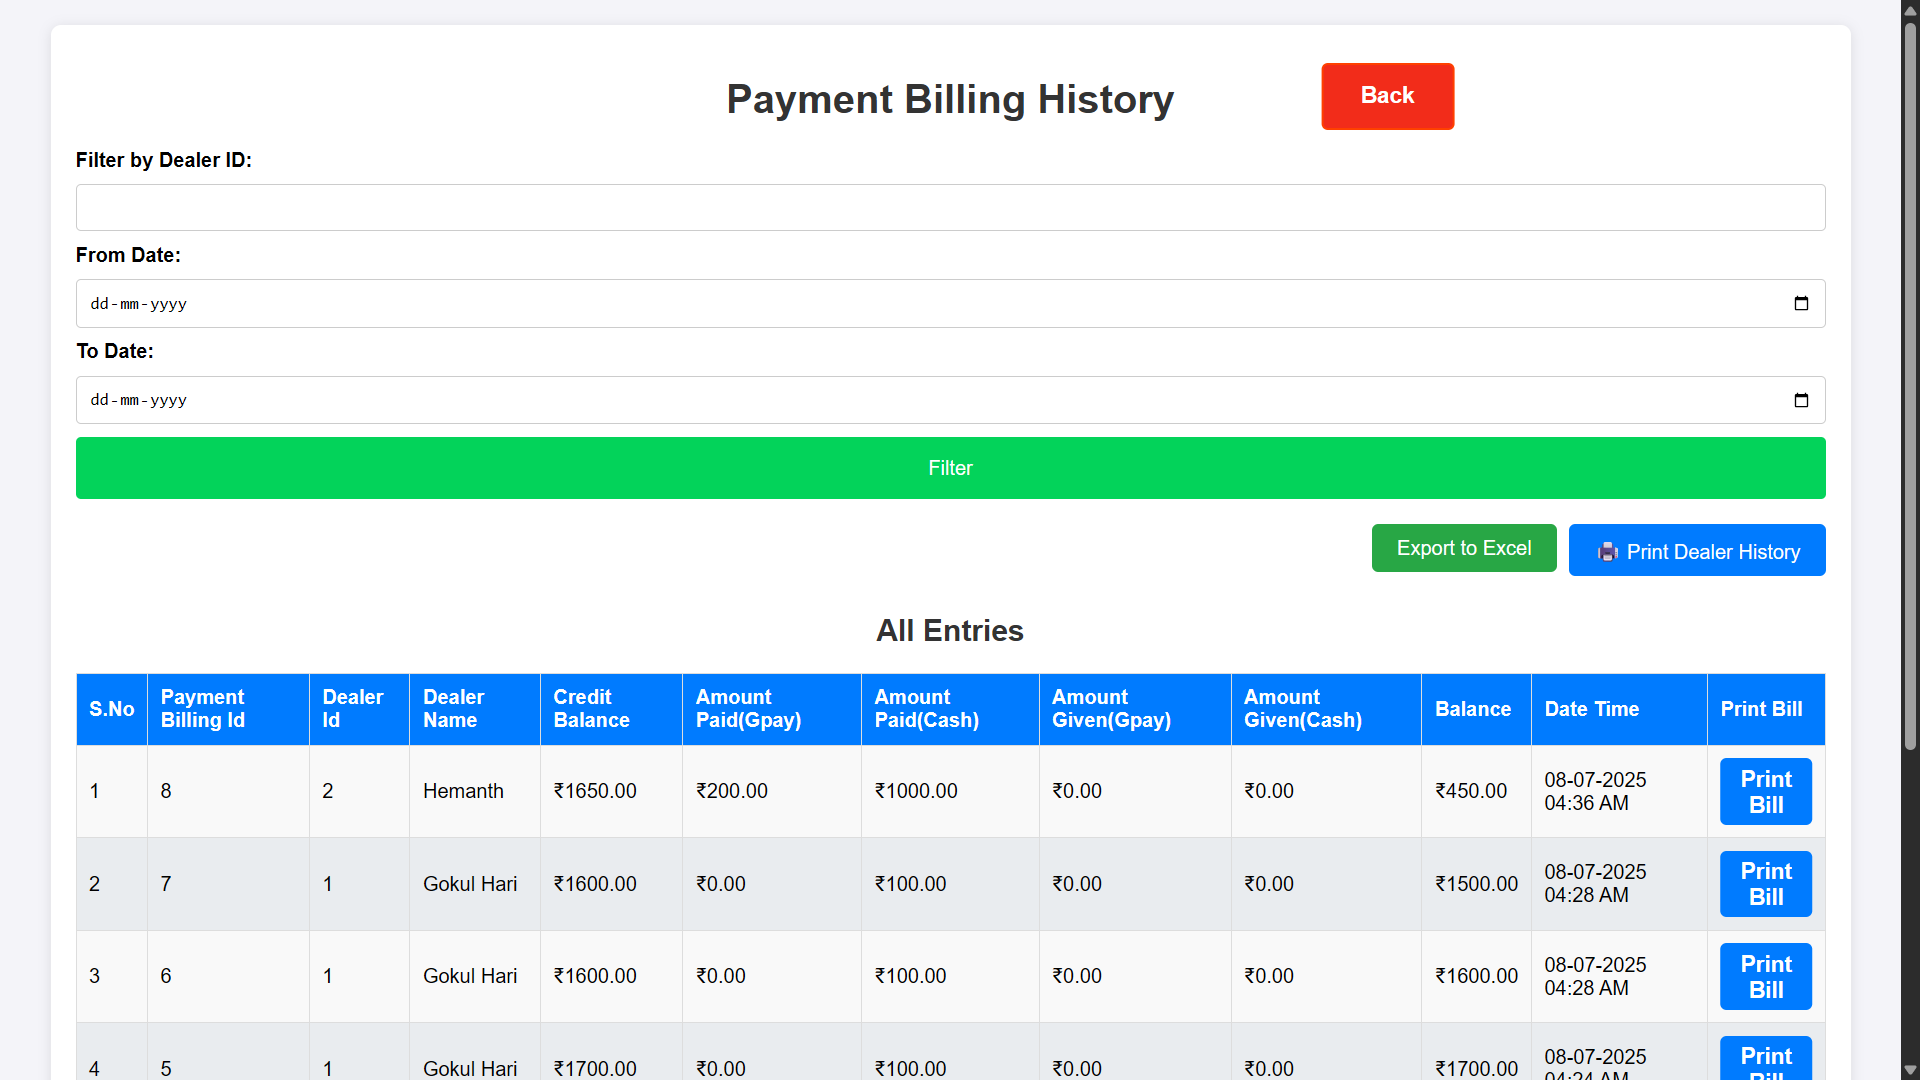 Payment Billing History
Back
Filter by Dealer ID:
From Date:
dd-mm-yyyy
To Date:
dd-mm-yyyy
Filter
Export to Excel
Print Dealer History
All Entries
S.No Payment Billing Id Dealer Id Dealer Name Credit Balance Amount Paid(Gpay) Amount Paid(Cash) Amount Given(Gpay) Amount Given(Cash) Balance Date Time Print Bill
1 8 2 Hemanth ₹1650.00 ₹200.00 ₹1000.00 ₹0.00 ₹0.00 ₹450.00 08-07-2025 04:36 AM Print Bill
2 7 1 Gokul Hari ₹1600.00 ₹0.00 ₹100.00 ₹0.00 ₹0.00 ₹1500.00 08-07-2025 04:28 AM Print Bill
3 6 1 Gokul Hari ₹1600.00 ₹0.00 ₹100.00 ₹0.00 ₹0.00 ₹1600.00 08-07-2025 04:28 AM Print Bill
4 5 1 Gokul Hari ₹1700.00 ₹0.00 ₹100.00 ₹0.00 ₹0.00 ₹1700.00 08-07-2025 04:24 AM Print Bill